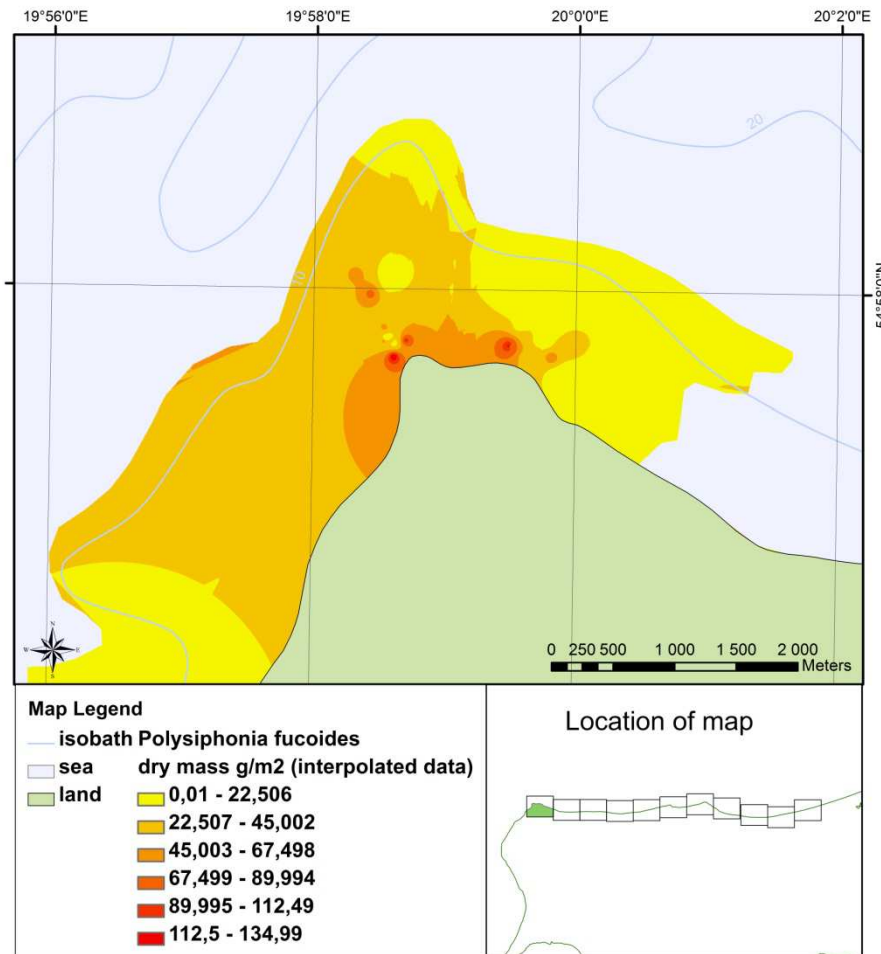 19°56'0"E 19°58'0"E 20°0'0"E 20°2'0"E
20
10
54°58'0"N
N
W E
S
0 250 500 1 000 1 500 2 000
Meters
Map Legend
isobath Polysiphonia fucoides
sea dry mass g/m2 (interpolated data)
land 0,01 - 22,506
22,507 - 45,002
45,003 - 67,498
67,499 - 89,994
89,995 - 112,49
112,5 - 134,99
Location of map